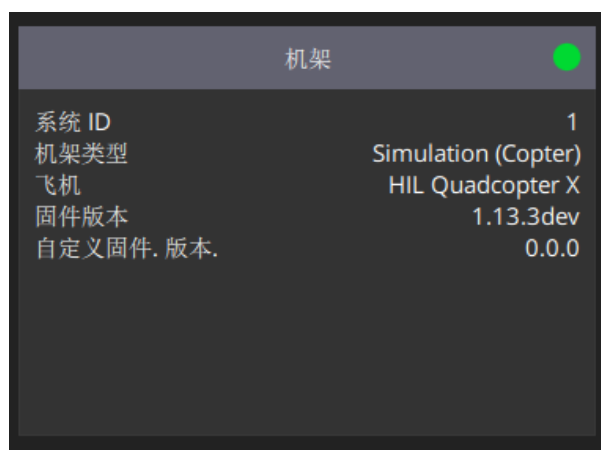 机架
系统 ID 1
机架类型 Simulation (Copter)
飞机 HIL Quadcopter X
固件版本 1.13.3dev
自定义固件. 版本. 0.0.0